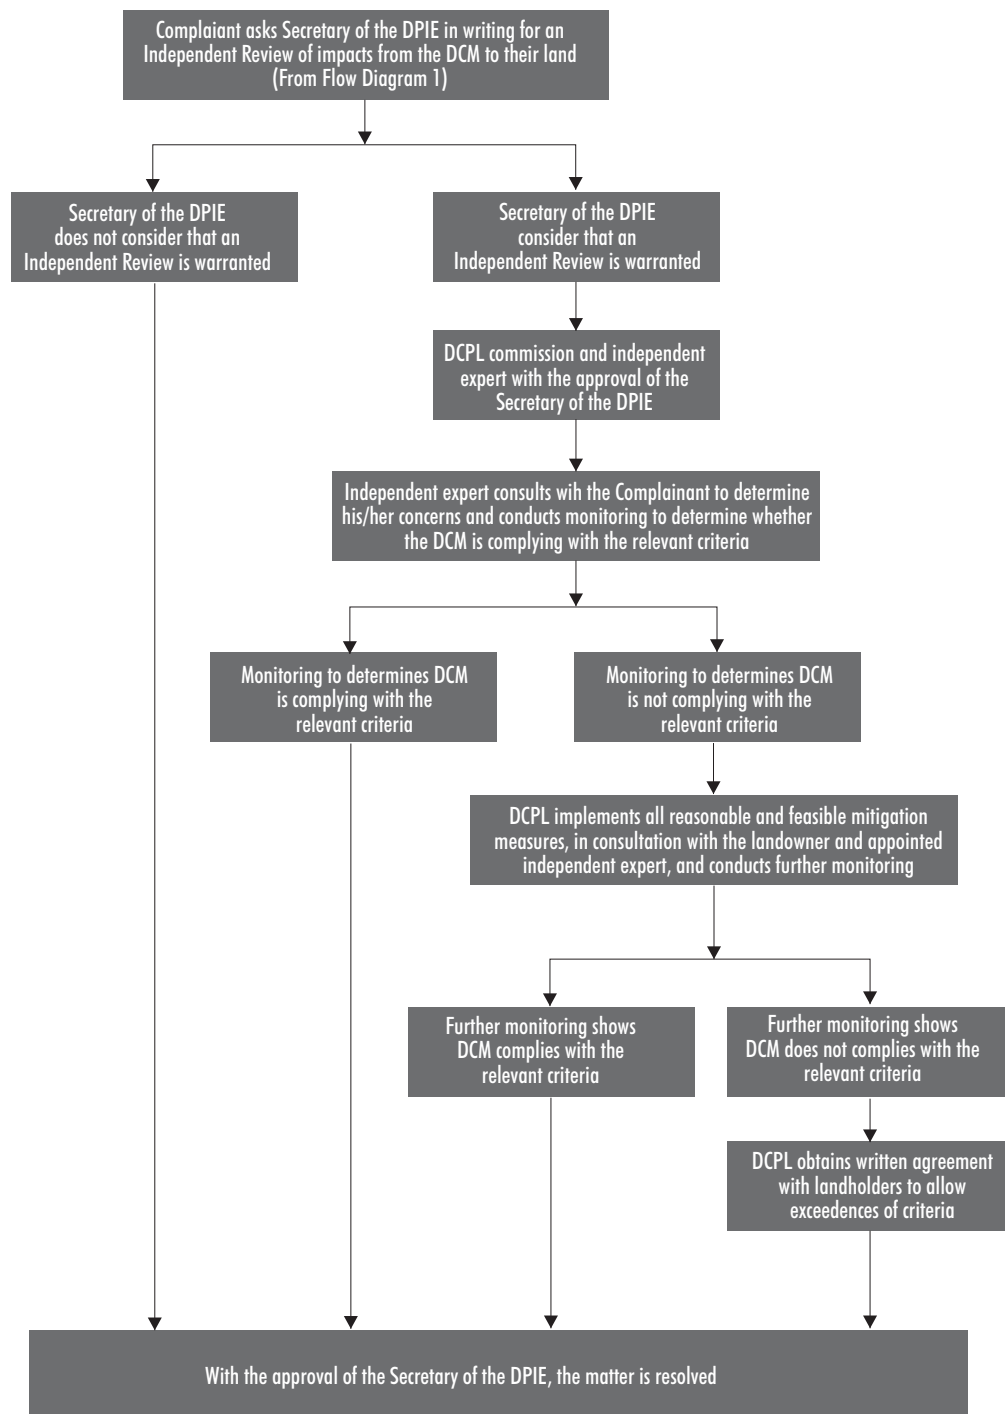 Complaiant asks Secretary of the DPIE in writing for an
Independent Review of impacts from the DCM to their land
(From Flow Diagram 1)
Secretary of the DPIE
does not consider that an
Independent Review is warranted
Secretary of the DPIE
consider that an
Independent Review is warranted
DCPL commission and independent
expert with the approval of the
Secretary of the DPIE
Independent expert consults wih the Complainant to determine
his/her concerns and conducts monitoring to determine whether
the DCM is complying with the relevant criteria
Monitoring to determines DCM
is complying with the
relevant criteria
Monitoring to determines DCM
is not complying with the
relevant criteria
DCPL implements all reasonable and feasible mitigation
measures, in consultation with the landowner and appointed
independent expert, and conducts further monitoring
Further monitoring shows
DCM complies with the
relevant criteria
Further monitoring shows
DCM does not complies with the
relevant criteria
DCPL obtains written agreement
with landholders to allow
exceedences of criteria
With the approval of the Secretary of the DPIE, the matter is resolved